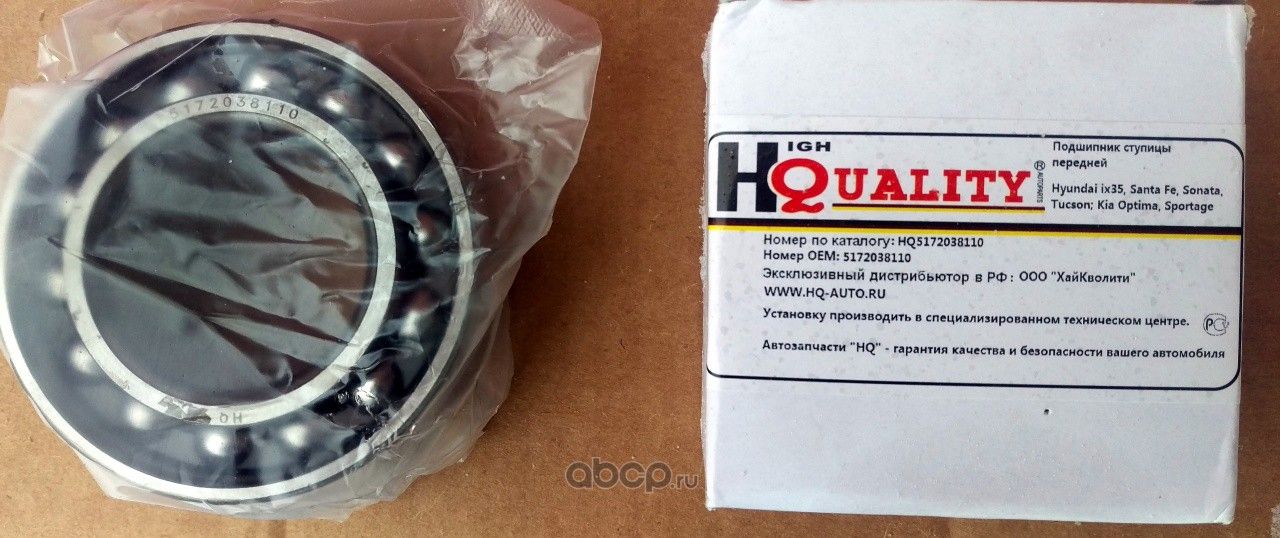 5172038110
HQ
HIGH QUALITY
AUTOPARTS
Подшипник ступицы
передней
Hyundai ix35, Santa Fe, Sonata,
Tucson; Kia Optima, Sportage
Номер по каталогу: HQ5172038110
Номер OEM: 5172038110
Эксклюзивный дистрибьютор в РФ: ООО "ХайКволити"
WWW.HQ-AUTO.RU
Установку производить в специализированном техническом центре.
Автозапчасти "HQ" - гарантия качества и безопасности вашего автомобиля
abcp.ru